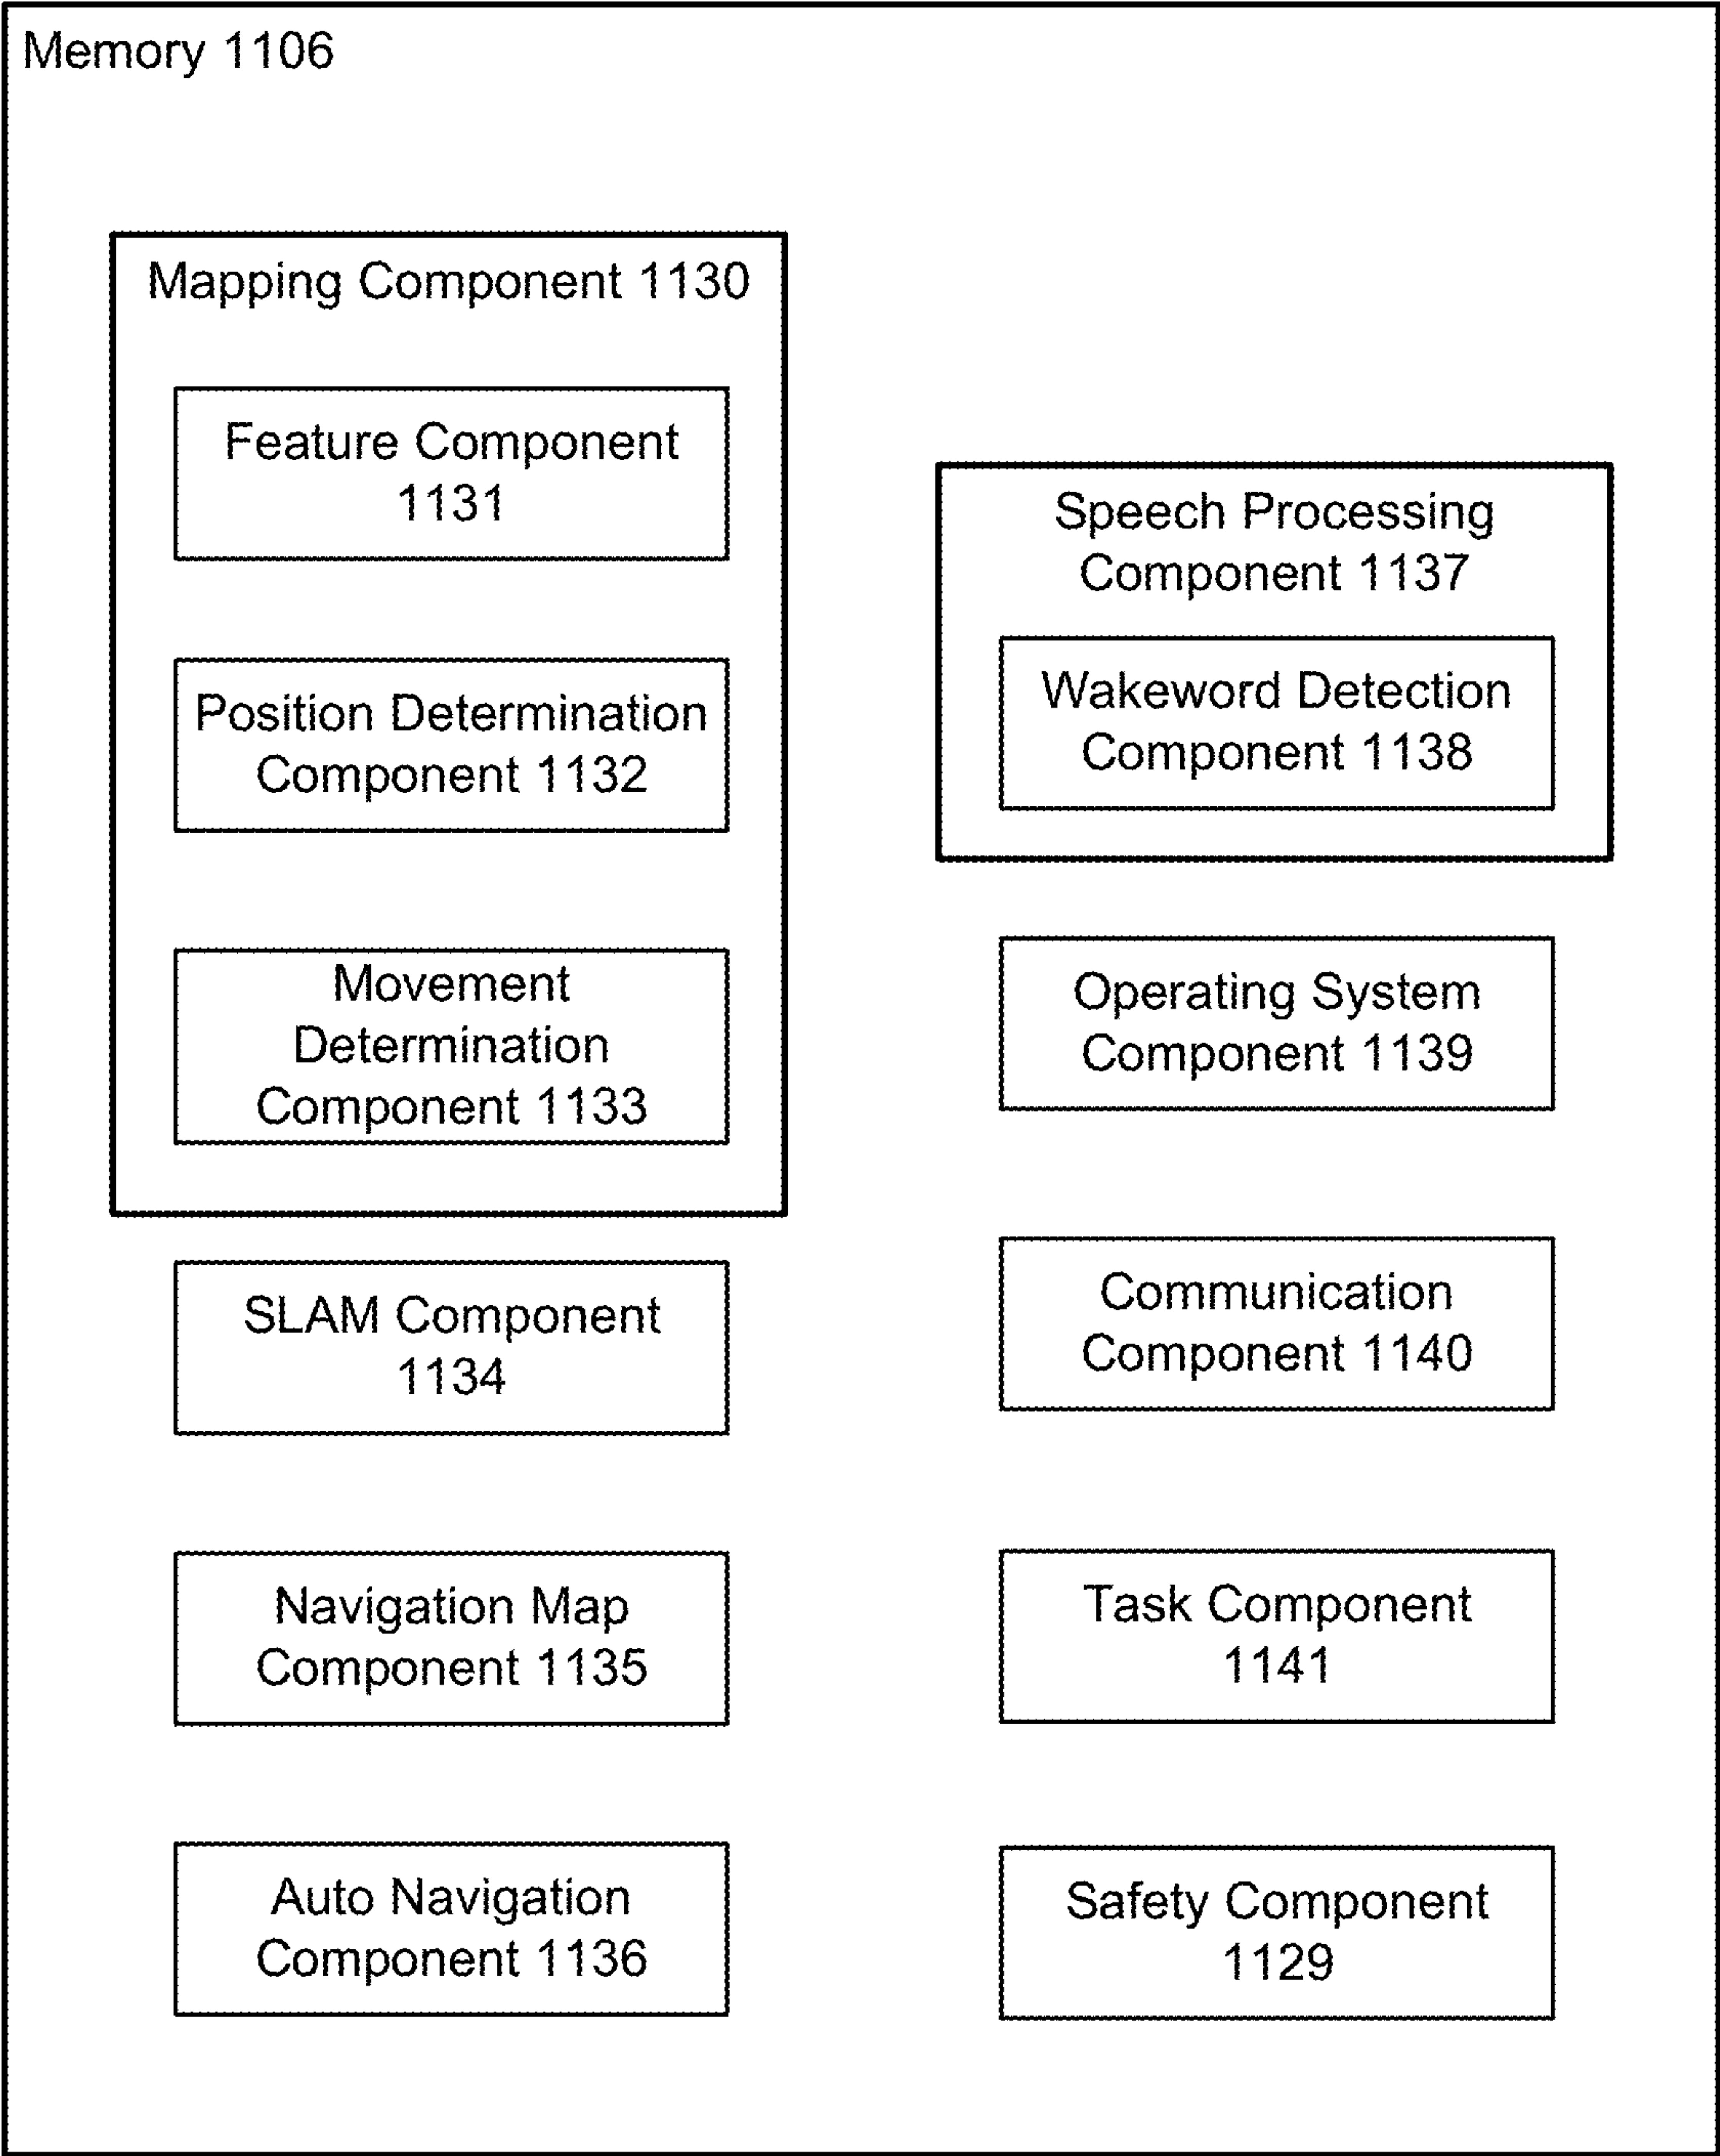 Memory 1106
Mapping Component 1130
Feature Component
1131
Position Determination
Component 1132
Movement
Determination
Component 1133
SLAM Component
1134
Navigation Map
Component 1135
Auto Navigation
Component 1136
Speech Processing
Component 1137
Wakeword Detection
Component 1138
Operating System
Component 1139
Communication
Component 1140
Task Component
1141
Safety Component
1129